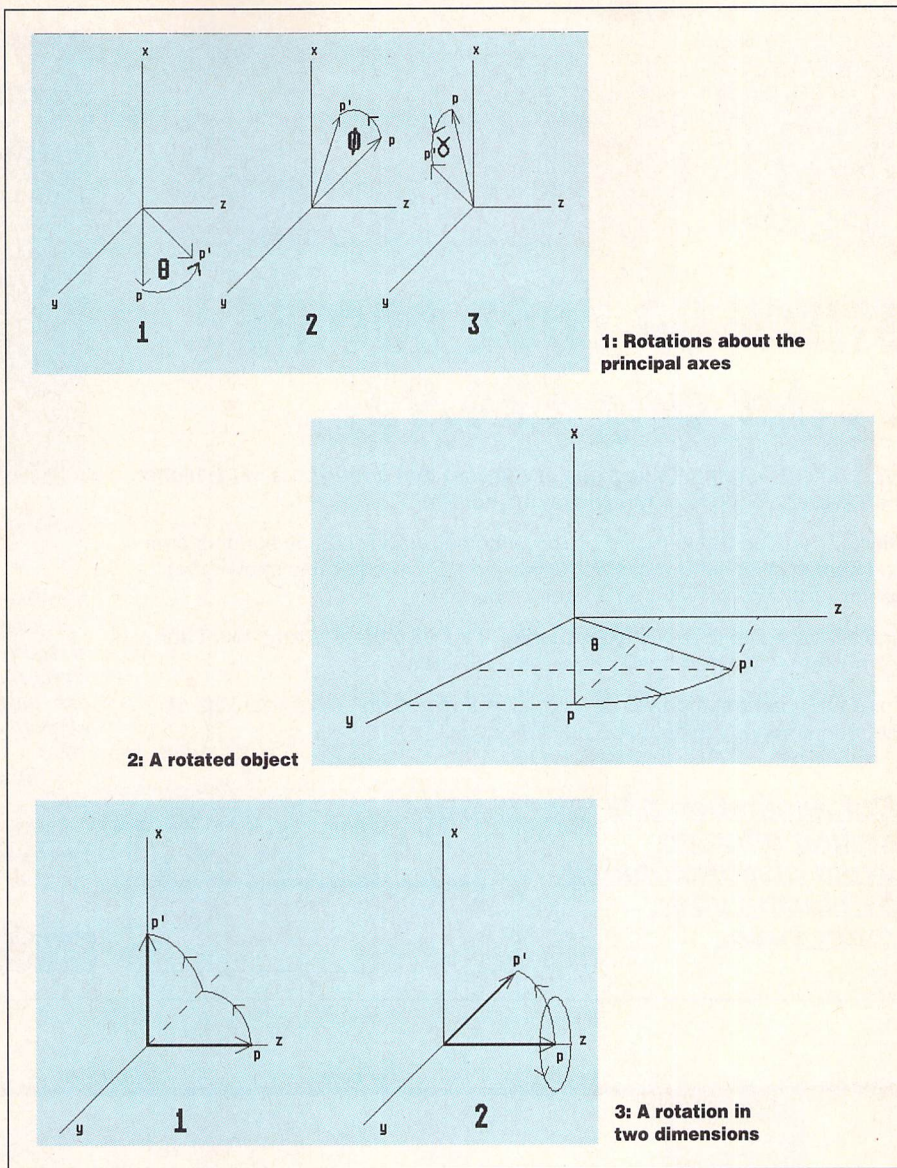 x
z
y
p
p'
θ
1
x
z
y
p'
p
ϕ
2
x
z
y
p
p'
γ
3
1: Rotations about the
principal axes
x
z
θ
p'
p
y
2: A rotated object
x
p'
z
p
y
1
x
p'
z
p
y
2
3: A rotation in
two dimensions